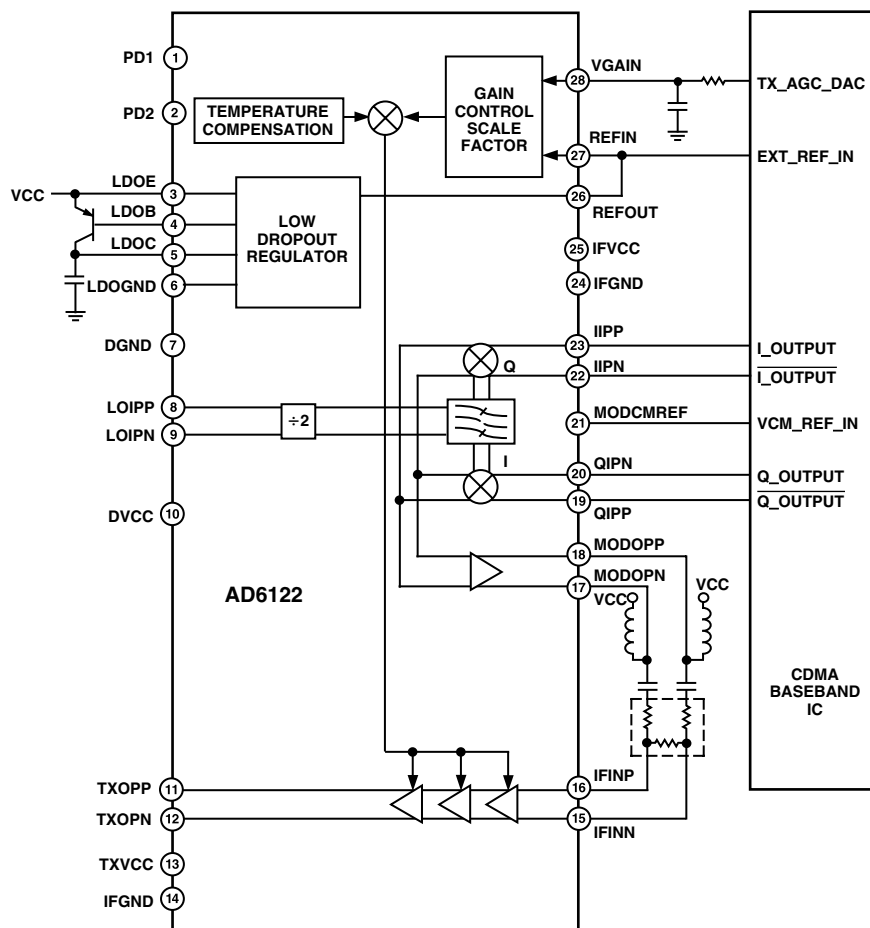 PD1
1
PD2
2
TEMPERATURE
COMPENSATION
GAIN
CONTROL
SCALE
FACTOR
28
VGAIN
TX_AGC_DAC
27
REFIN
EXT_REF_IN
26
REFOUT
VCC
LDOE
3
LDOB
4
LDOC
5
LDOGND
6
LOW
DROPOUT
REGULATOR
25
IFVCC
24
IFGND
DGND
7
IIPP
23
I_OUTPUT
Q
IIPN
22
I_OUTPUT
LOIPP
8
LOIPN
9
÷2
MODCMREF
21
VCM_REF_IN
I
QIPN
20
Q_OUTPUT
19
QIPP
Q_OUTPUT
DVCC
10
MODOPP
18
MODOPN
17
VCC
VCC
AD6122
CDMA
BASEBAND
IC
TXOPP
11
TXOPN
12
IFINP
16
15
IFINN
TXVCC
13
IFGND
14